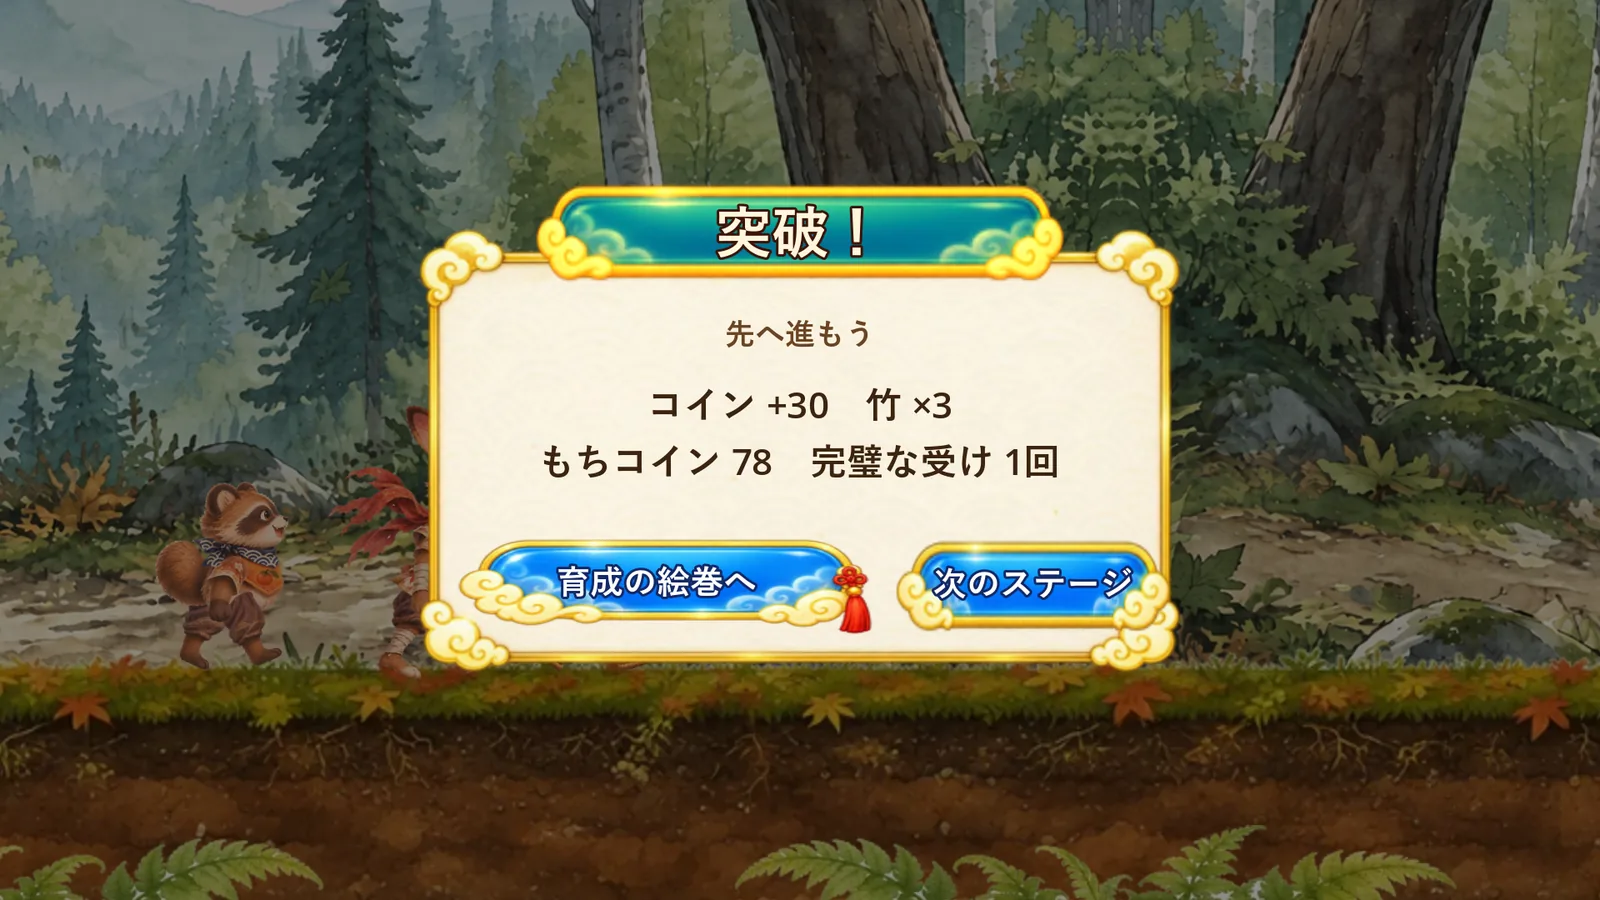 突破！
先へ進もう
コイン +30　竹 ×3
もちコイン 78　完璧な受け 1回
育成の絵巻へ
次のステージ